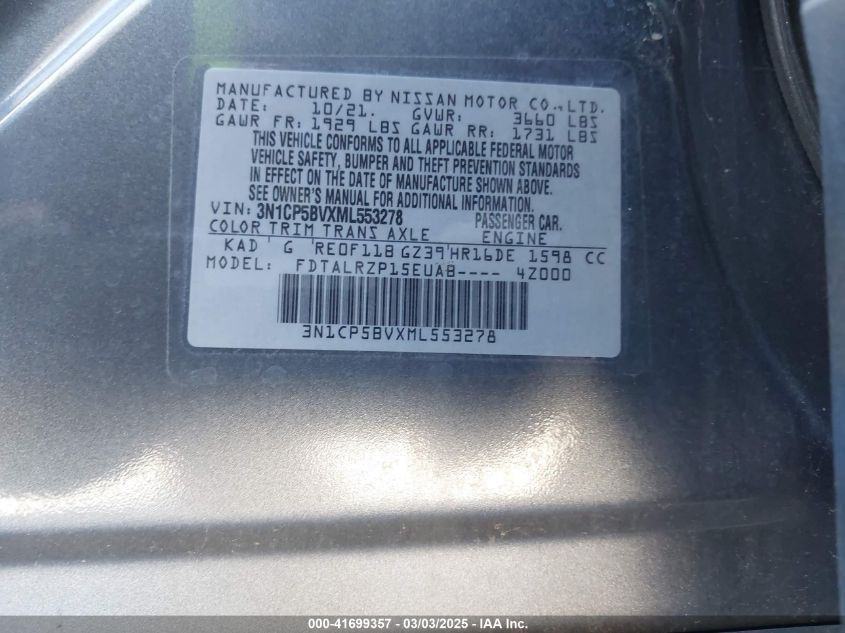 MANUFACTURED BY NISSAN MOTOR CO.,LTD.
DATE: 10/21. GVWR: 3660 LBS
GAWR FR: 1929 LBS GAWR RR: 1731 LBS
THIS VEHICLE CONFORMS TO ALL APPLICABLE FEDERAL MOTOR
VEHICLE SAFETY, BUMPER AND THEFT PREVENTION STANDARDS
IN EFFECT ON THE DATE OF MANUFACTURE SHOWN ABOVE.
SEE OWNER'S MANUAL FOR ADDITIONAL INFORMATION.
VIN: 3N1CP5BVXML553278 PASSENGER CAR.
COLOR TRIM TRANS AXLE ENGINE
KAD G RE0F11B GZ39 HR16DE 1598 CC
MODEL: FDTALRZP15EUAB---- 4Z000
3N1CP5BVXML553278
000-41699357 | 03/03/2025 - IAA Inc.